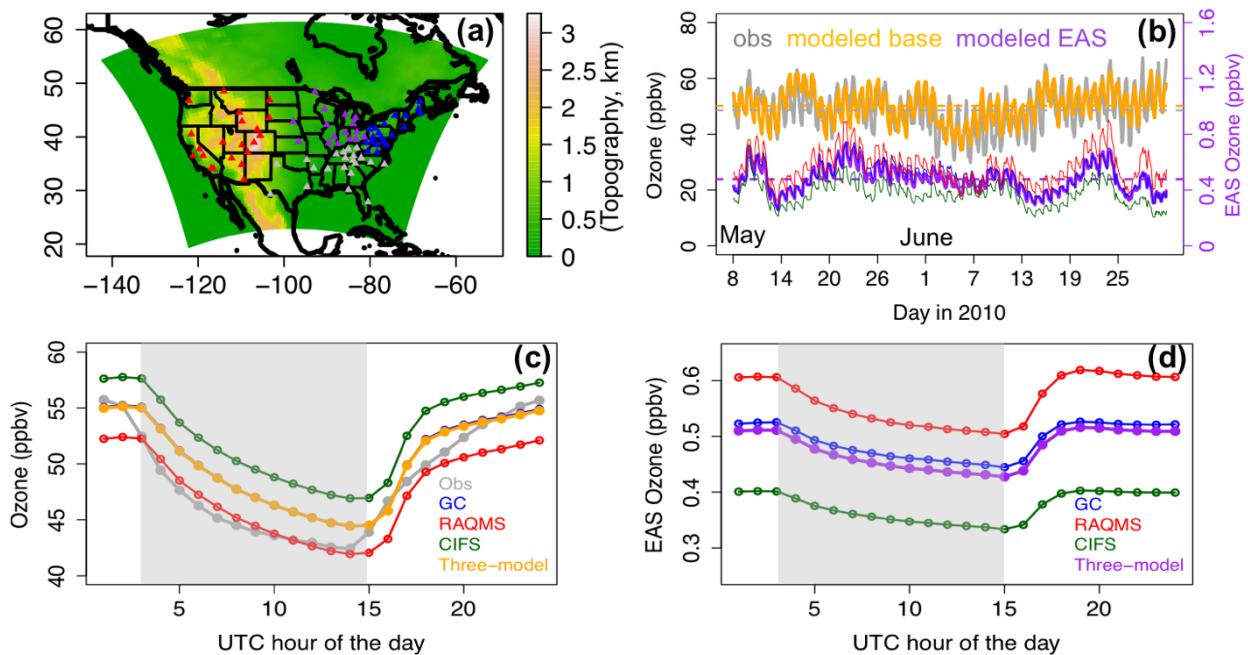 (a)
60
50
40
30
20
−140 −120 −100 −80 −60
3
2.5
2
1.5
1
0.5
0
(Topography, km)
(b)
obs modeled base modeled EAS
80
60
40
20
0
Ozone (ppbv)
1.6
1.2
0.8
0.4
0
EAS Ozone (ppbv)
May June
8 14 20 26 1 7 13 19 25
Day in 2010
(c)
60
55
50
45
40
Ozone (ppbv)
Obs
GC
RAQMS
CIFS
Three−model
5 10 15 20
UTC hour of the day
(d)
0.6
0.5
0.4
0.3
EAS Ozone (ppbv)
GC
RAQMS
CIFS
Three−model
5 10 15 20
UTC hour of the day